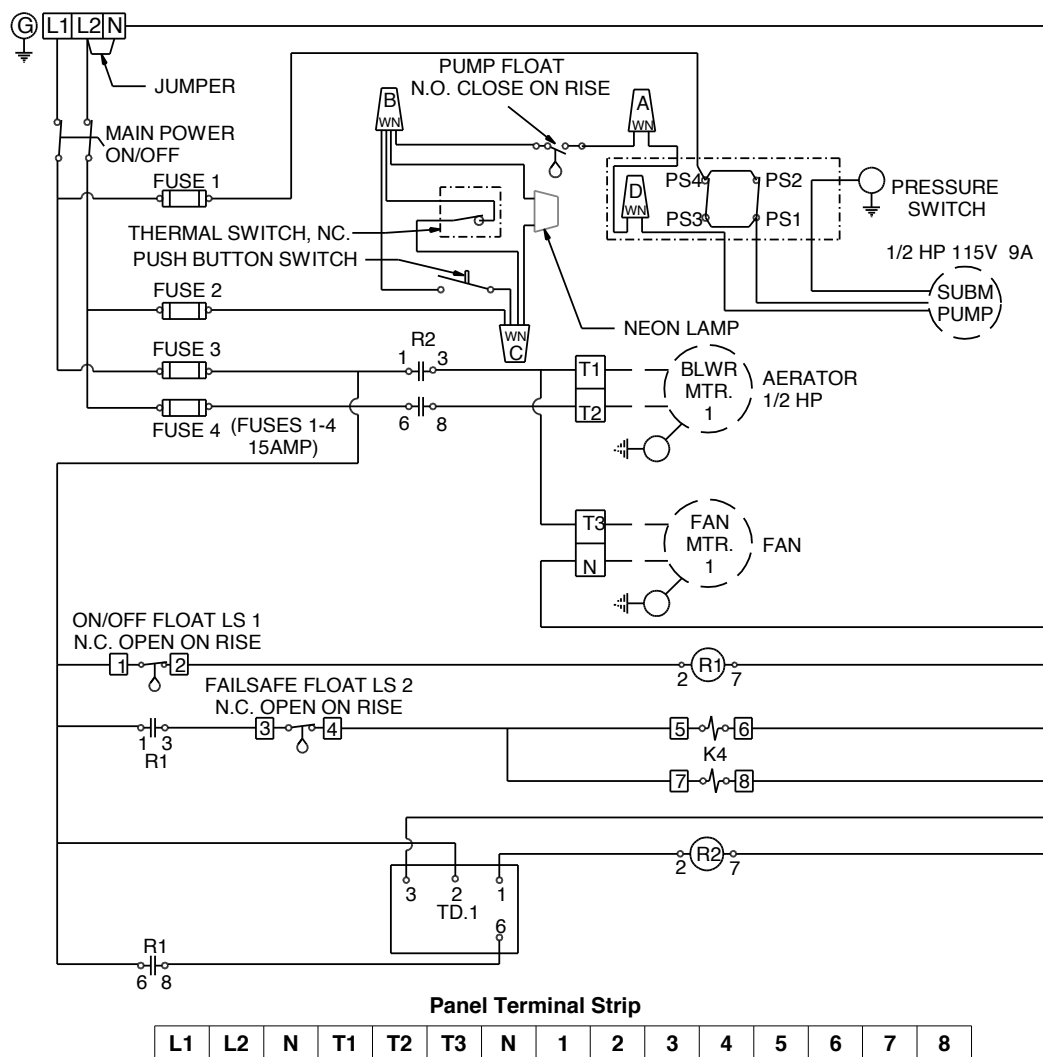 G L1 L2 N
JUMPER
PUMP FLOAT
N.O. CLOSE ON RISE
B
WN
A
WN
MAIN POWER
ON/OFF
FUSE 1
D
WN
PS4
PS2
PS3
PS1
PRESSURE
SWITCH
THERMAL SWITCH, NC.
PUSH BUTTON SWITCH
1/2 HP 115V 9A
SUBM
PUMP
FUSE 2
WN
C
NEON LAMP
FUSE 3
R2
1 3
T1
BLWR
MTR.
1
AERATOR
1/2 HP
T2
FUSE 4
(FUSES 1-4
15AMP)
6 8
T3
FAN
MTR.
1
FAN
N
ON/OFF FLOAT LS 1
N.C. OPEN ON RISE
1 2
R1
2 7
FAILSAFE FLOAT LS 2
N.C. OPEN ON RISE
1 3
R1
3 4
5 6
K4
7 8
R2
2 7
3 2 1
TD.1
6
R1
6 8
Panel Terminal Strip
L1 L2 N T1 T2 T3 N 1 2 3 4 5 6 7 8